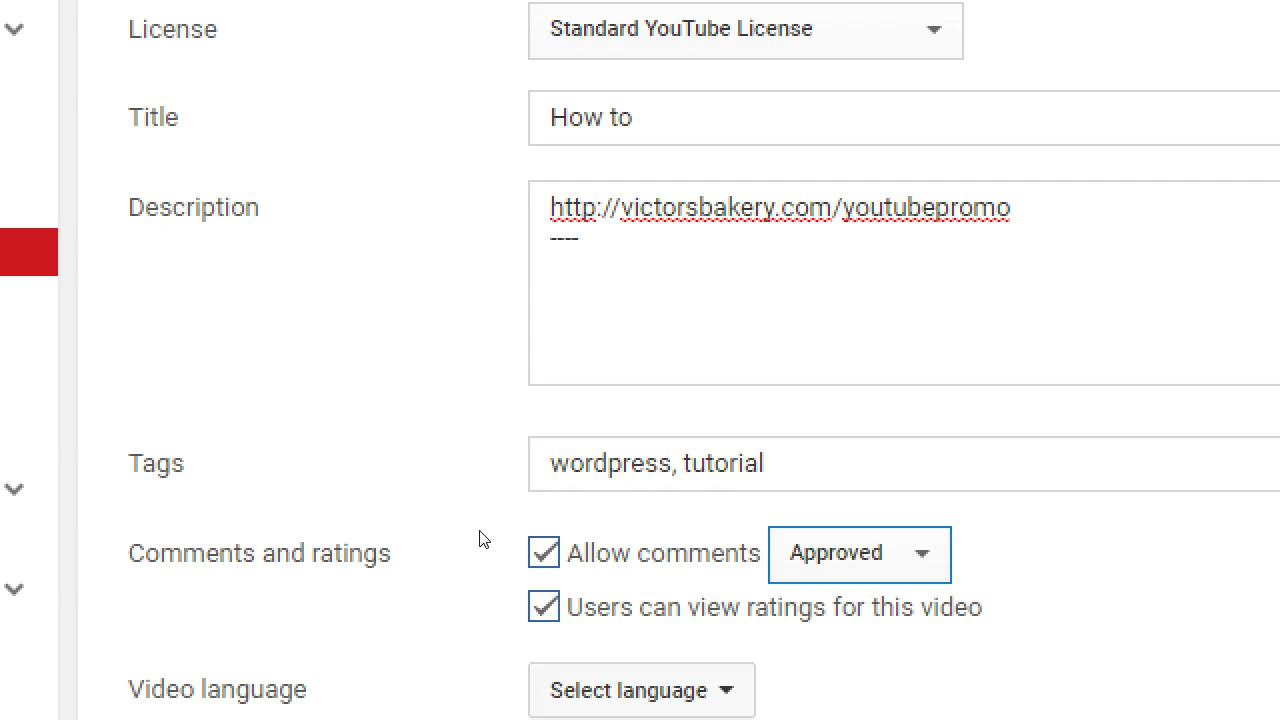 License
Standard YouTube License
Title
How to
Description
http://victorsbakery.com/youtubepromo
----
Tags
wordpress, tutorial
Comments and ratings
Allow comments
Approved
Users can view ratings for this video
Video language
Select language